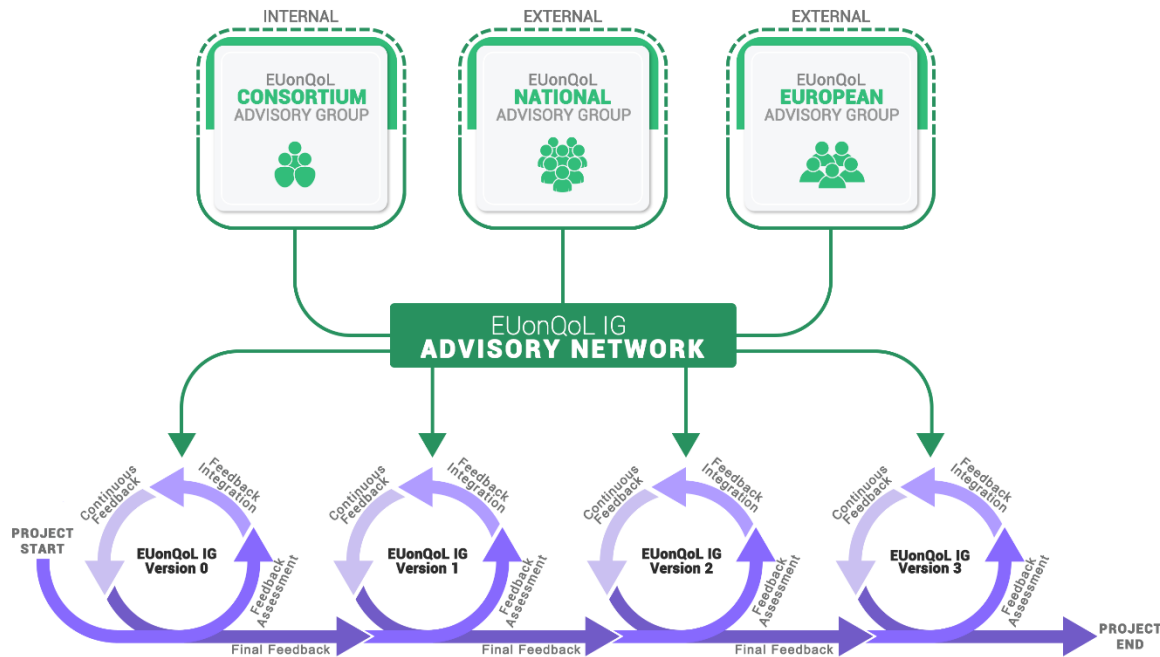 INTERNAL
EUonQoL
CONSORTIUM
ADVISORY GROUP
EXTERNAL
EUonQoL
NATIONAL
ADVISORY GROUP
EXTERNAL
EUonQoL
EUROPEAN
ADVISORY GROUP
EUonQoL IG
ADVISORY NETWORK
PROJECT
START
Continuous
Feedback
Feedback
Integration
EUonQoL IG
Version 0
Feedback
Assessment
Final Feedback
Continuous
Feedback
Feedback
Integration
EUonQoL IG
Version 1
Feedback
Assessment
Final Feedback
Continuous
Feedback
Feedback
Integration
EUonQoL IG
Version 2
Feedback
Assessment
Final Feedback
Continuous
Feedback
Feedback
Integration
EUonQoL IG
Version 3
Feedback
Assessment
PROJECT
END